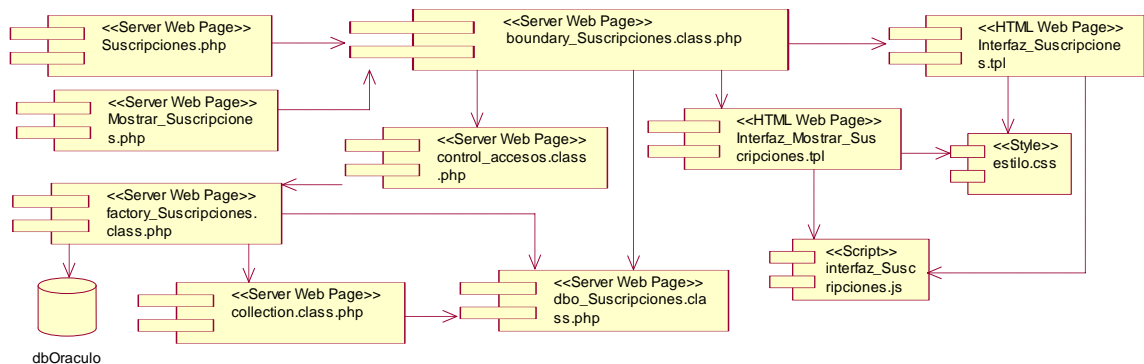 <<Server Web Page>>
Suscripciones.php
<<Server Web Page>>
boundary_Suscripciones.class.php
<<HTML Web Page>>
Interfaz_Suscripcione
s.tpl
<<Server Web Page>>
Mostrar_Suscripcione
s.php
<<Server Web Page>>
control_accesos.class
.php
<<HTML Web Page>>
Interfaz_Mostrar_Sus
cripciones.tpl
<<Style>>
estilo.css
<<Server Web Page>>
factory_Suscripciones.
class.php
<<Script>>
interfaz_Susc
ripciones.js
<<Server Web Page>>
collection.class.php
<<Server Web Page>>
dbo_Suscripciones.cla
ss.php
dbOraculo